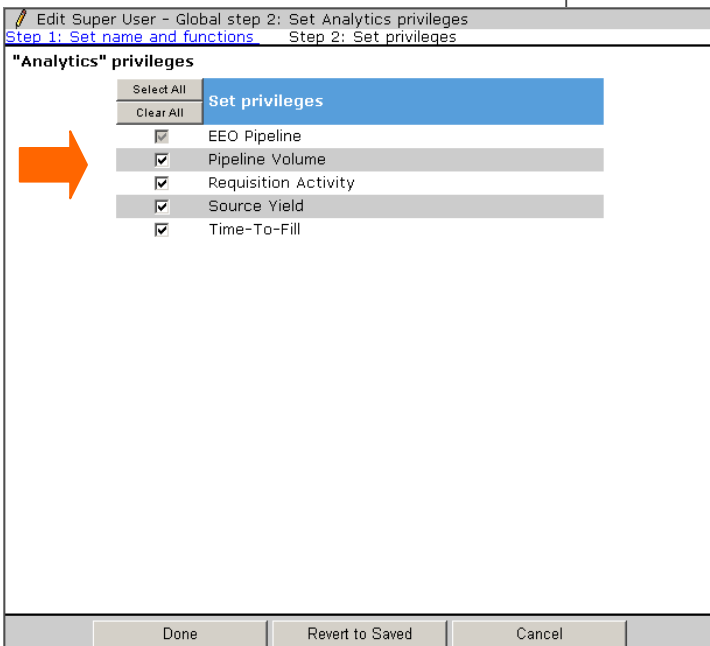 Edit Super User - Global step 2: Set Analytics privileges
Step 1: Set name and functions Step 2: Set privileges
"Analytics" privileges
Select All
Clear All
Set privileges
EEO Pipeline
Pipeline Volume
Requisition Activity
Source Yield
Time-To-Fill
Done Revert to Saved Cancel